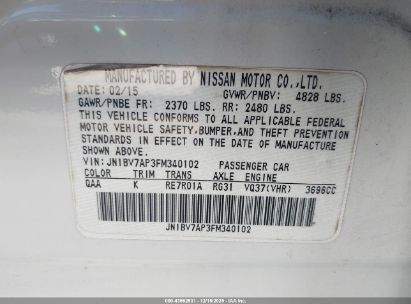 MANUFACTURED BY NISSAN MOTOR CO.,LTD.
DATE: 02/15 GVWR/PNBV: 4828 LBS.
GAWR/PNBE FR: 2370 LBS. RR: 2480 LBS.
THIS VEHICLE CONFORMS TO ALL APPLICABLE FEDERAL
MOTOR VEHICLE SAFETY, BUMPER, AND THEFT PREVENTION
STANDARDS IN EFFECT ON THE DATE OF MANUFACTURE
SHOWN ABOVE.
VIN: JN1BV7AP3FM340102 PASSENGER CAR
COLOR TRIM TRANS AXLE ENGINE
QAA K RE7R01A RG31 VQ37(VHR) 3696CC
JN1BV7AP3FM340102